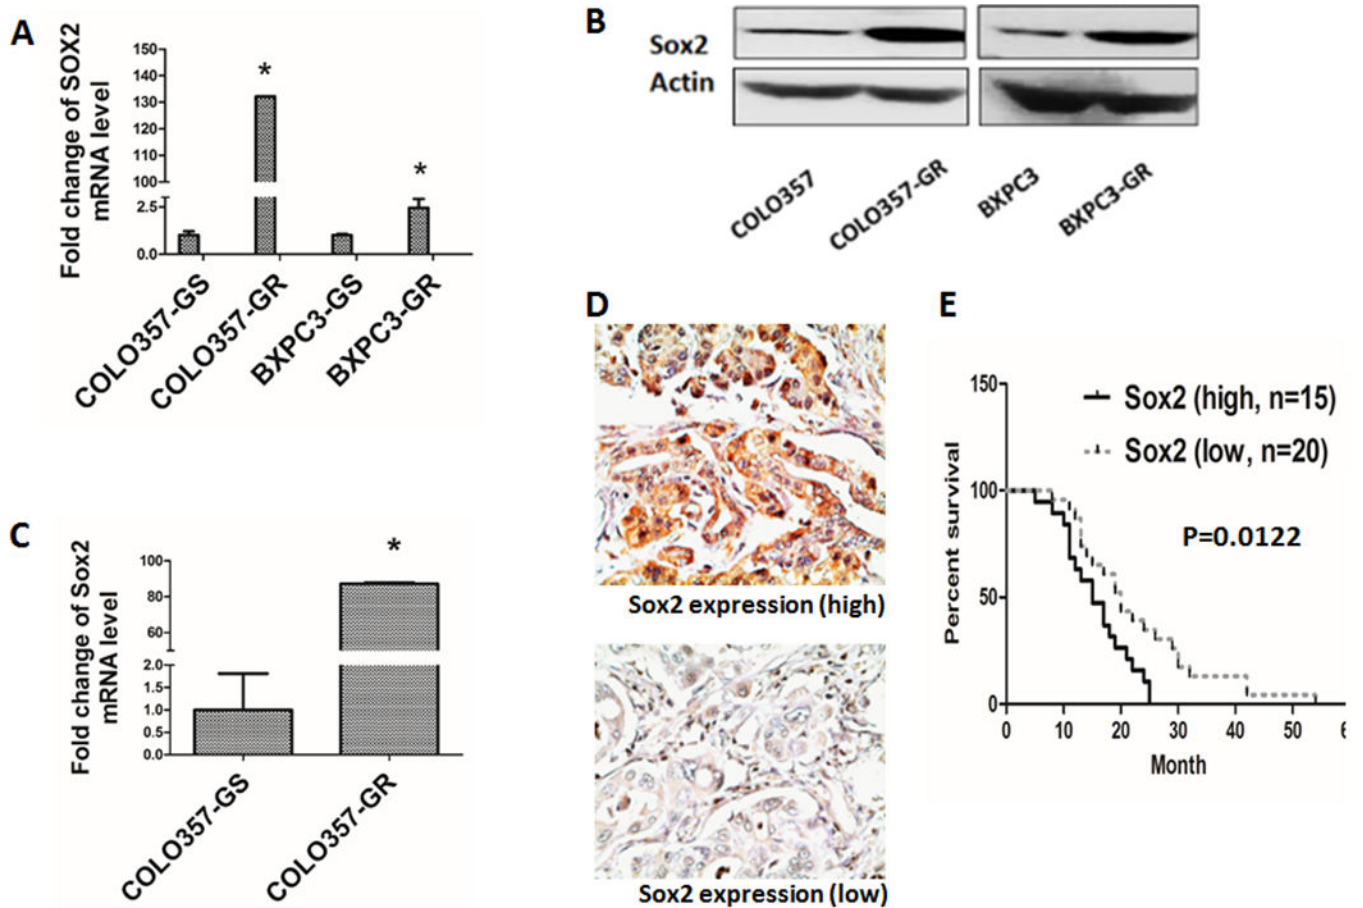 A
Fold change of SOX2
mRNA level
150
140
130
120
110
100
2.5
0.0
*
*
COLO357-GS
COLO357-GR
BXPC3-GS
BXPC3-GR
B
Sox2
Actin
COLO357
COLO357-GR
BXPC3
BXPC3-GR
C
Fold change of Sox2
mRNA level
100
80
60
2.0
1.5
1.0
0.5
0.0
*
COLO357-GS
COLO357-GR
D
Sox2 expression (high)
Sox2 expression (low)
E
Percent survival
150
100
50
0
Sox2 (high, n=15)
Sox2 (low, n=20)
P=0.0122
0 10 20 30 40 50 6
Month